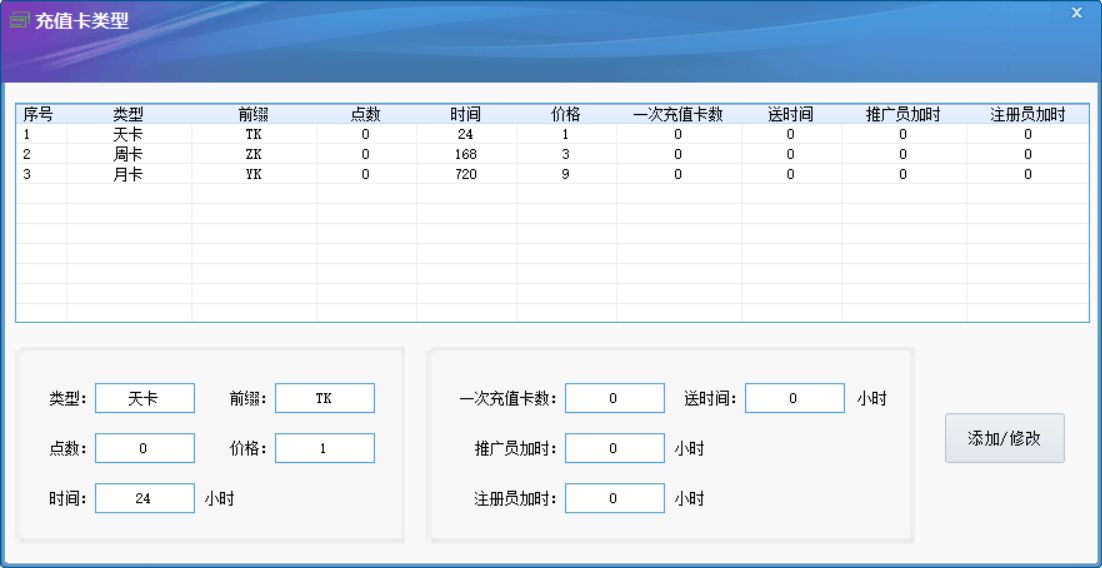 充值卡类型
x
序号 类型 前缀 点数 时间 价格 一次充值卡数 送时间 推广员加时 注册员加时
1 天卡 TK 0 24 1 0 0 0 0
2 周卡 ZK 0 168 3 0 0 0 0
3 月卡 YK 0 720 9 0 0 0 0
类型: 天卡 前缀: TK
点数: 0 价格: 1
时间: 24 小时
一次充值卡数: 0 送时间: 0 小时
推广员加时: 0 小时
注册员加时: 0 小时
添加/修改